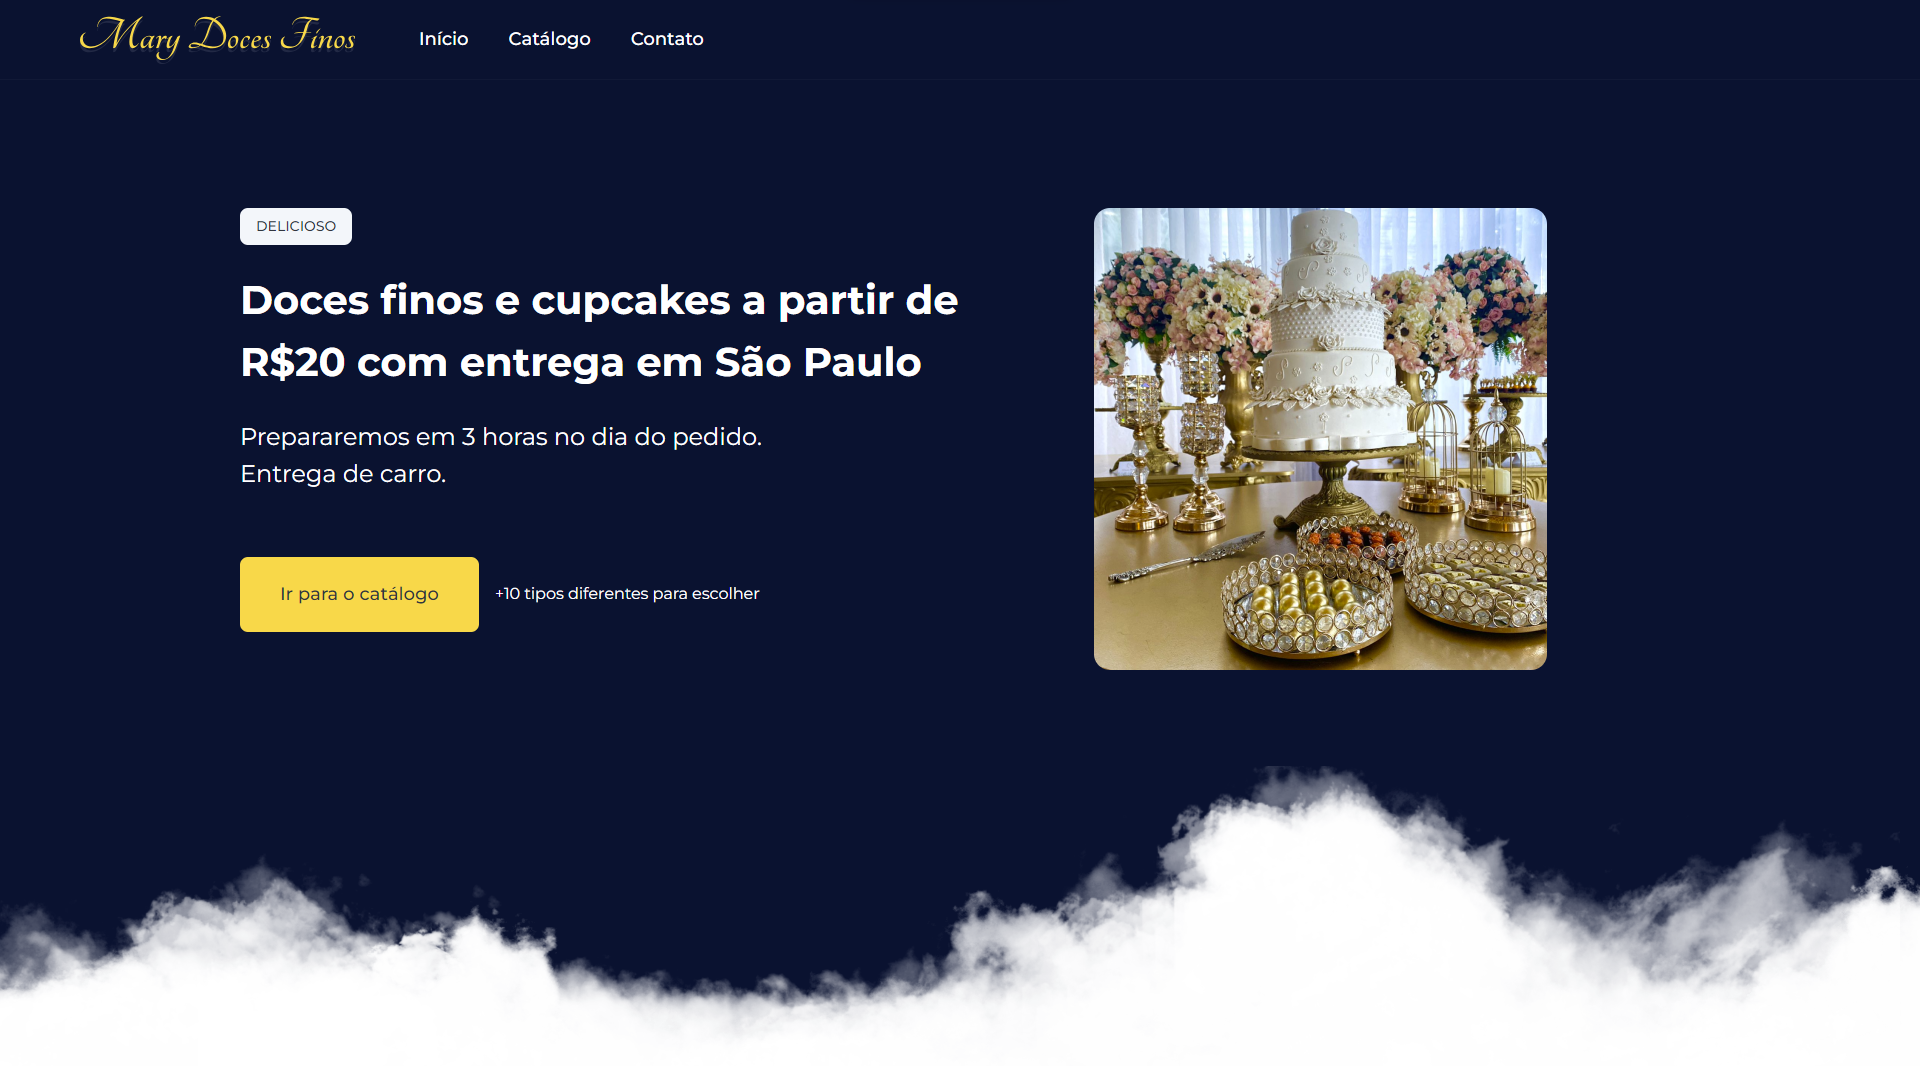 Mary Doces Finos
Início
Catálogo
Contato
DELICIOSO
Doces finos e cupcakes a partir de
R$20 com entrega em São Paulo
Prepararemos em 3 horas no dia do pedido.
Entrega de carro.
Ir para o catálogo
+10 tipos diferentes para escolher